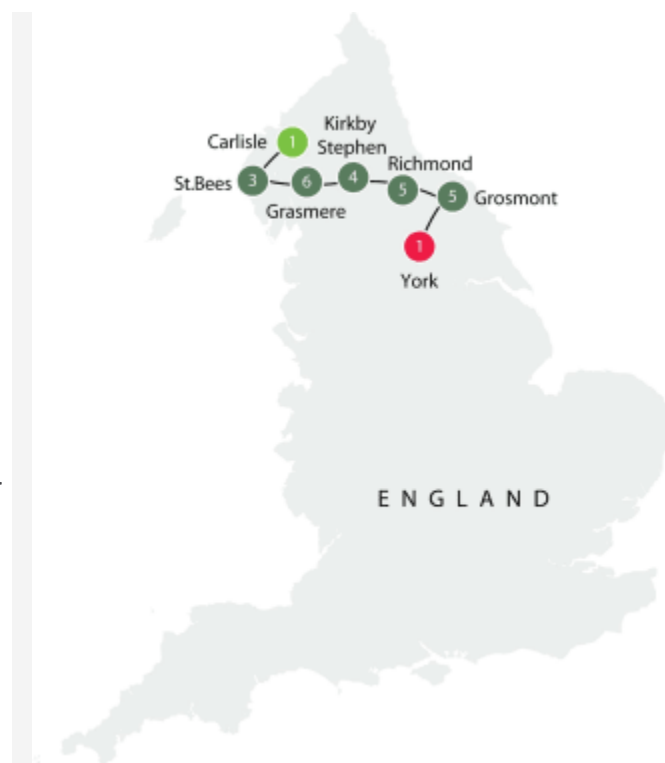 Kirkby
Stephen
Carlisle 1
Richmond
St.Bees 3 6 4 5 5 Grosmont
Grasmere
1
York
ENGLAND